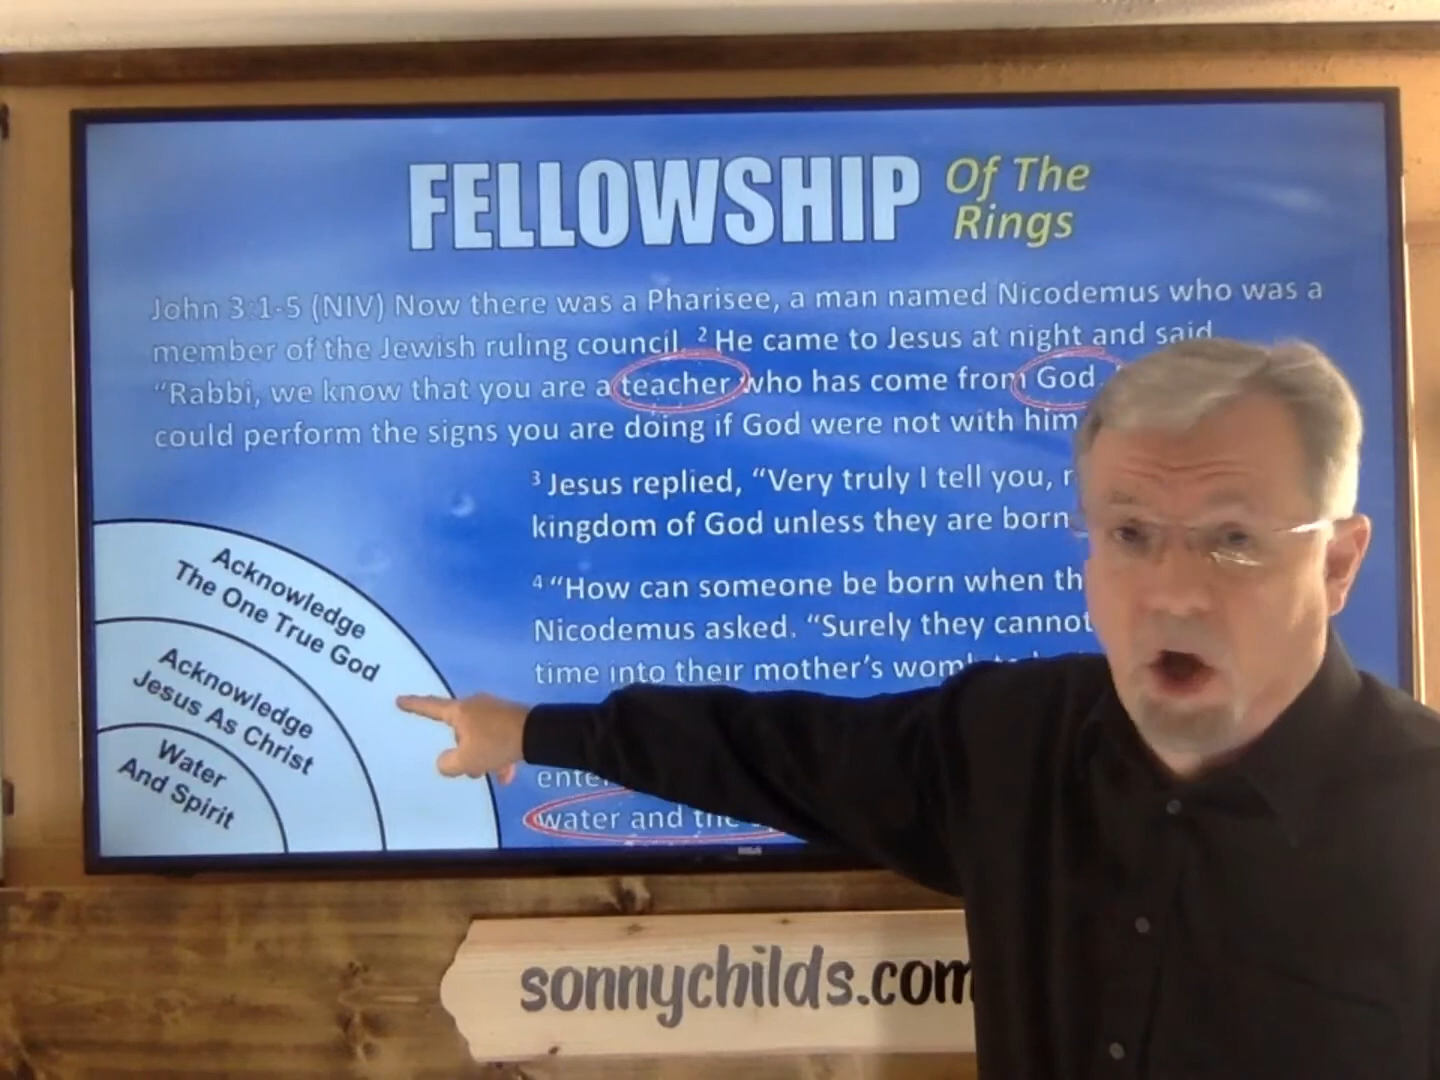 FELLOWSHIP Of The
Rings
John 3:1-5 (NIV) Now there was a Pharisee, a man named Nicodemus who was a
member of the Jewish ruling council. 2 He came to Jesus at night and said,
“Rabbi, we know that you are a teacher who has come from God.
could perform the signs you are doing if God were not with him
3 Jesus replied, “Very truly I tell you,
kingdom of God unless they are born
4 “How can someone be born when
Nicodemus asked. “Surely they cannot
time into their mother’s womb
water and the
Acknowledge
The One True God
Acknowledge
Jesus As Christ
Water
And Spirit
sonnychilds.com